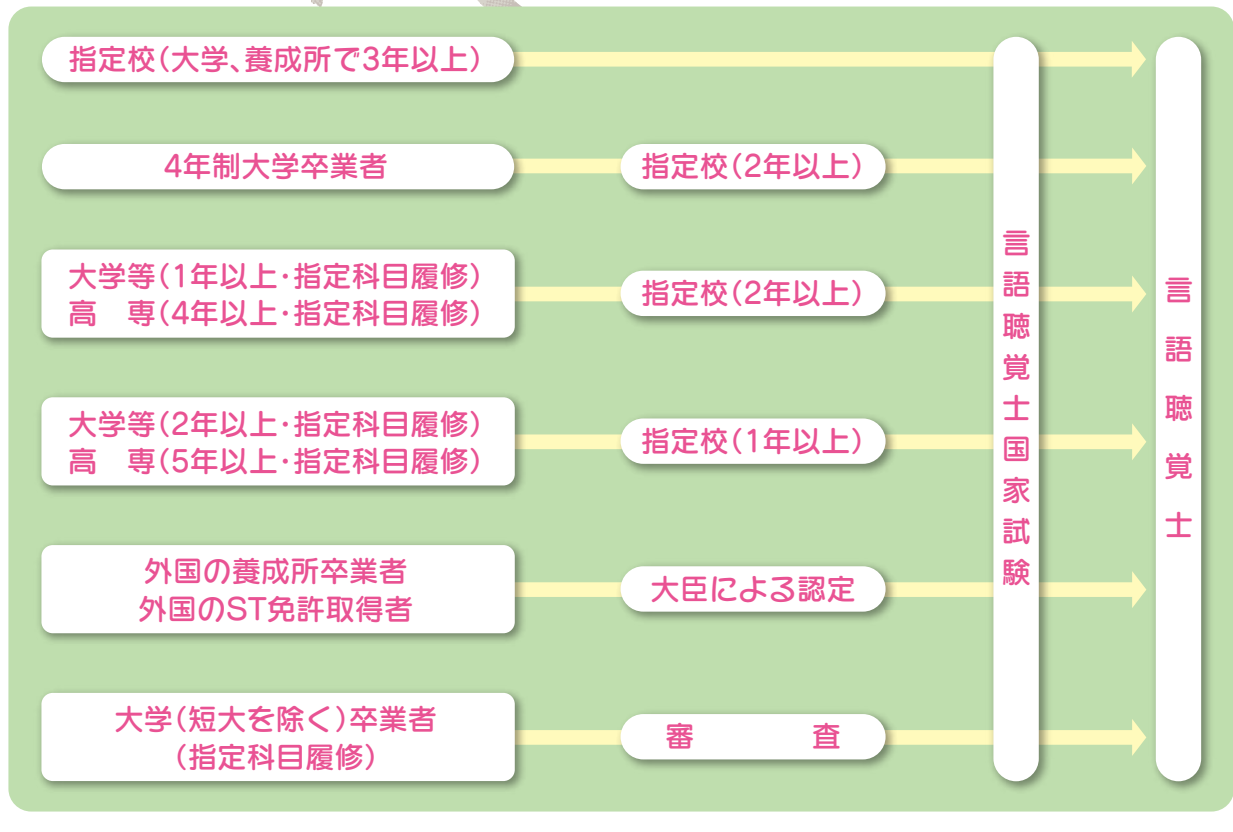 指定校(大学、養成所で3年以上)
4年制大学卒業者
指定校(2年以上)
大学等(1年以上・指定科目履修)
高　専(4年以上・指定科目履修)
指定校(2年以上)
大学等(2年以上・指定科目履修)
高　専(5年以上・指定科目履修)
指定校(1年以上)
外国の養成所卒業者
外国のST免許取得者
大臣による認定
大学(短大を除く)卒業者
(指定科目履修)
審　査
言語聴覚士国家試験
言語聴覚士